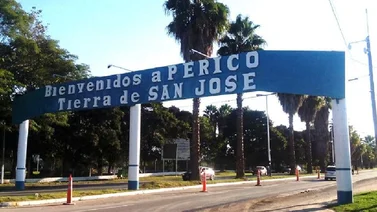 Bienvenidos a PERICO
Tierra de SAN JOSE